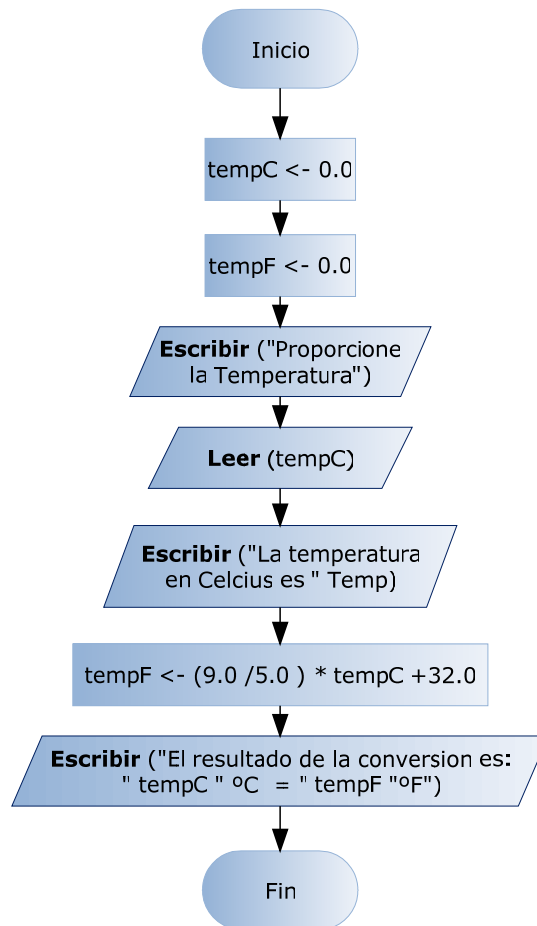 Inicio
tempC <- 0.0
tempF <- 0.0
Escribir ("Proporcione
la Temperatura")
Leer (tempC)
Escribir ("La temperatura
en Celcius es " Temp)
tempF <- (9.0 /5.0 ) * tempC +32.0
Escribir ("El resultado de la conversion es:
" tempC " ºC  = " tempF "ºF")
Fin